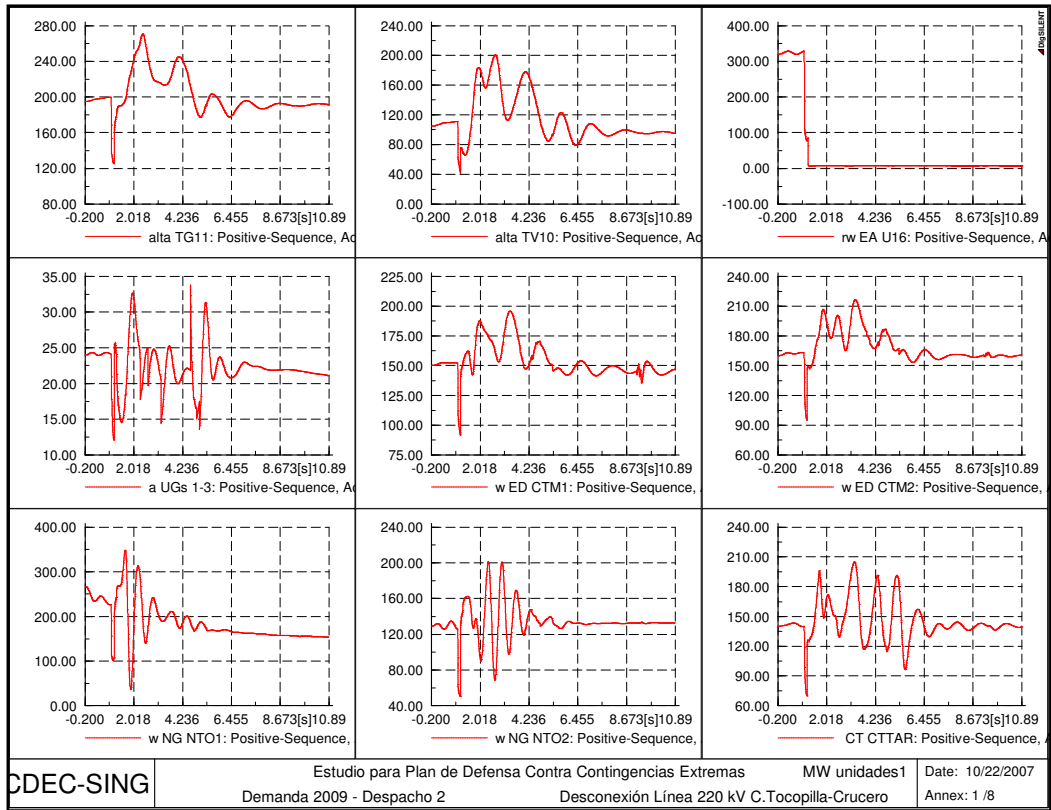 DIgSILENT
280.00
240.00
200.00
160.00
120.00
80.00
-0.200 2.018 4.236 6.455 8.673[s]10.89
alta TG11: Positive-Sequence, Ac
240.00
200.00
160.00
120.00
80.00
40.00
0.00
-0.200 2.018 4.236 6.455 8.673[s]10.89
alta TV10: Positive-Sequence, Ac
400.00
300.00
200.00
100.00
0.00
-100.00
-0.200 2.018 4.236 6.455 8.673[s]10.89
rw EA U16: Positive-Sequence, A
35.00
30.00
25.00
20.00
15.00
10.00
-0.200 2.018 4.236 6.455 8.673[s]10.89
a UGs 1-3: Positive-Sequence, Ac
225.00
200.00
175.00
150.00
125.00
100.00
75.00
-0.200 2.018 4.236 6.455 8.673[s]10.89
w ED CTM1: Positive-Sequence,
240.00
210.00
180.00
150.00
120.00
90.00
60.00
-0.200 2.018 4.236 6.455 8.673[s]10.89
w ED CTM2: Positive-Sequence,
400.00
300.00
200.00
100.00
0.00
-0.200 2.018 4.236 6.455 8.673[s]10.89
w NG NTO1: Positive-Sequence,
240.00
200.00
160.00
120.00
80.00
40.00
-0.200 2.018 4.236 6.455 8.673[s]10.89
w NG NTO2: Positive-Sequence,
240.00
210.00
180.00
150.00
120.00
90.00
60.00
-0.200 2.018 4.236 6.455 8.673[s]10.89
CT CTTAR: Positive-Sequence, A
CDEC-SING
Estudio para Plan de Defensa Contra Contingencias Extremas MW unidades1
Demanda 2009 - Despacho 2 Desconexión Línea 220 kV C.Tocopilla-Crucero
Date: 10/22/2007
Annex: 1 /8